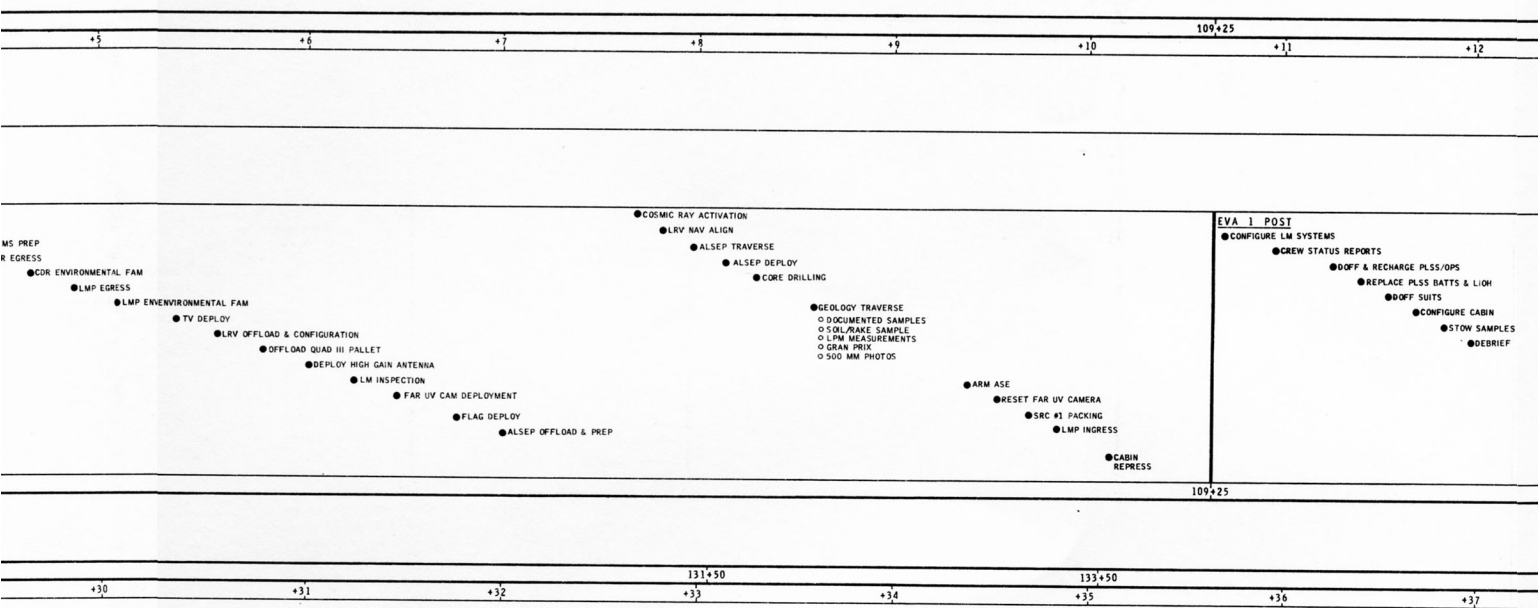 109+25
+5 +6 +7 +8 +9 +10 +11 +12
COSMIC RAY ACTIVATION
LRV NAV ALIGN
ALSEP TRAVERSE
ALSEP DEPLOY
CORE DRILLING
MS PREP
R EGRESS
CDR ENVIRONMENTAL FAM
LMP EGRESS
LMP ENVENVIRONMENTAL FAM
TV DEPLOY
LRV OFFLOAD & CONFIGURATION
OFFLOAD QUAD III PALLET
DEPLOY HIGH GAIN ANTENNA
LM INSPECTION
FAR UV CAM DEPLOYMENT
FLAG DEPLOY
ALSEP OFFLOAD & PREP
GEOLOGY TRAVERSE
DOCUMENTED SAMPLES
SOIL/RAKE SAMPLE
LPM MEASUREMENTS
GRAN PRIX
500 MM PHOTOS
ARM ASE
RESET FAR UV CAMERA
SRC #1 PACKING
LMP INGRESS
CABIN
REPRESS
EVA 1 POST
CONFIGURE LM SYSTEMS
CREW STATUS REPORTS
DOFF & RECHARGE PLSS/OPS
REPLACE PLSS BATTS & LiOH
DOFF SUITS
CONFIGURE CABIN
STOW SAMPLES
DEBRIEF
109+25
131+50 133+50
+30 +31 +32 +33 +34 +35 +36 +37